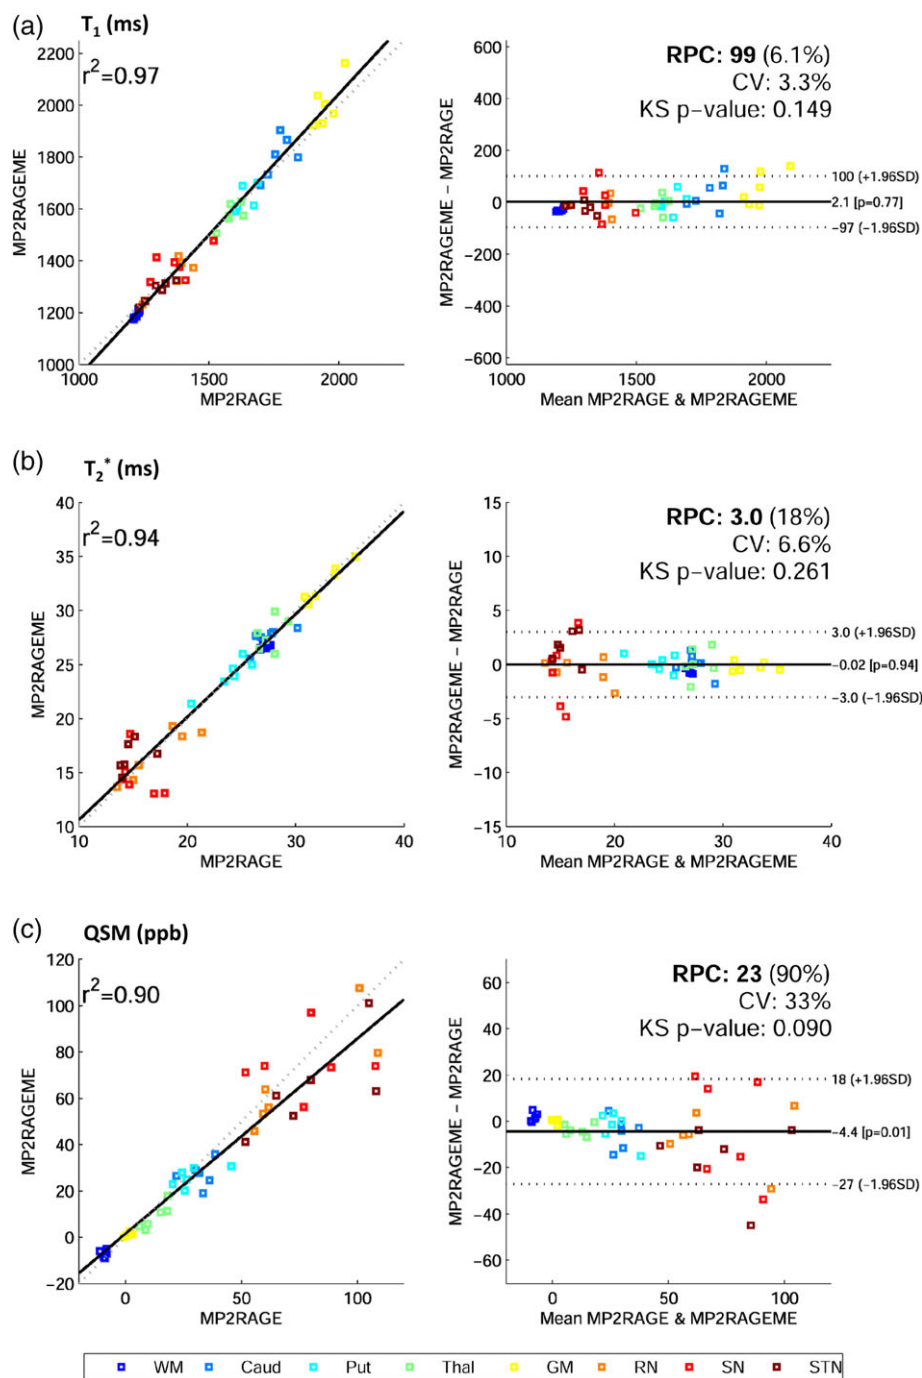 (a) T1 (ms)
r2=0.97
MP2RAGEME
2200
2000
1800
1600
1400
1200
1000
1000 1500 2000
MP2RAGE
RPC: 99 (6.1%)
CV: 3.3%
KS p-value: 0.149
MP2RAGEME − MP2RAGE
600
400
200
0
−200
−400
−600
100 (+1.96SD)
2.1 [p=0.77]
−97 (−1.96SD)
1000 1500 2000
Mean MP2RAGE & MP2RAGEME
(b) T2* (ms)
r2=0.94
MP2RAGEME
40
35
30
25
20
15
10
10 20 30 40
MP2RAGE
RPC: 3.0 (18%)
CV: 6.6%
KS p-value: 0.261
MP2RAGEME − MP2RAGE
15
10
5
0
−5
−10
−15
3.0 (+1.96SD)
−0.02 [p=0.94]
−3.0 (−1.96SD)
10 20 30 40
Mean MP2RAGE & MP2RAGEME
(c) QSM (ppb)
r2=0.90
MP2RAGEME
120
100
80
60
40
20
0
−20
0 50 100
MP2RAGE
RPC: 23 (90%)
CV: 33%
KS p-value: 0.090
MP2RAGEME − MP2RAGE
60
40
20
0
−20
−40
−60
18 (+1.96SD)
−4.4 [p=0.01]
−27 (−1.96SD)
0 50 100
Mean MP2RAGE & MP2RAGEME
WM Caud Put Thal GM RN SN STN